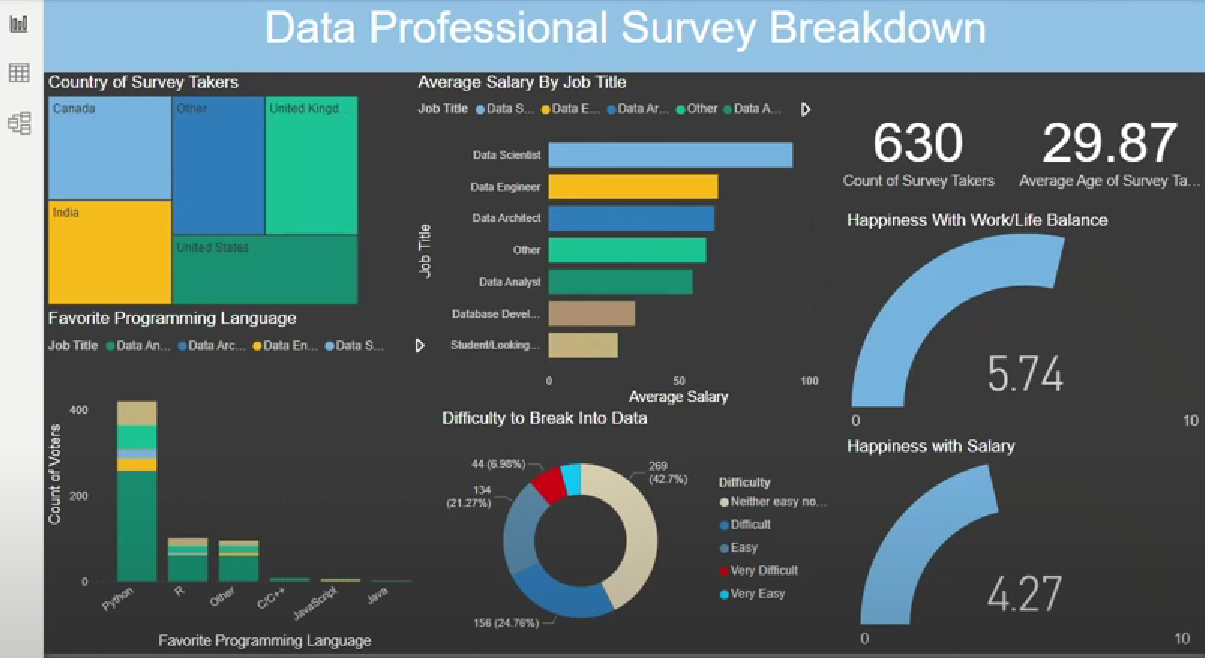 Data Professional Survey Breakdown
Country of Survey Takers
Canada
Other
United Kingd...
India
United States
Average Salary By Job Title
Job Title Data S... Data E... Data Ar... Other Data A...
Job Title
Data Scientist
Data Engineer
Data Architect
Other
Data Analyst
Database Devel...
Student/Looking...
0 50 100
Average Salary
630
Count of Survey Takers
29.87
Average Age of Survey Ta...
Happiness With Work/Life Balance
5.74
0 10
Favorite Programming Language
Job Title Data An... Data Arc... Data En... Data S...
Count of Voters
400
200
0
Python R Other C/C++ JavaScript Java
Favorite Programming Language
Difficulty to Break Into Data
44 (6.98%)
269
(42.7%)
134
(21.27%)
156 (24.76%)
Difficulty
Neither easy no...
Difficult
Easy
Very Difficult
Very Easy
Happiness with Salary
4.27
0 10